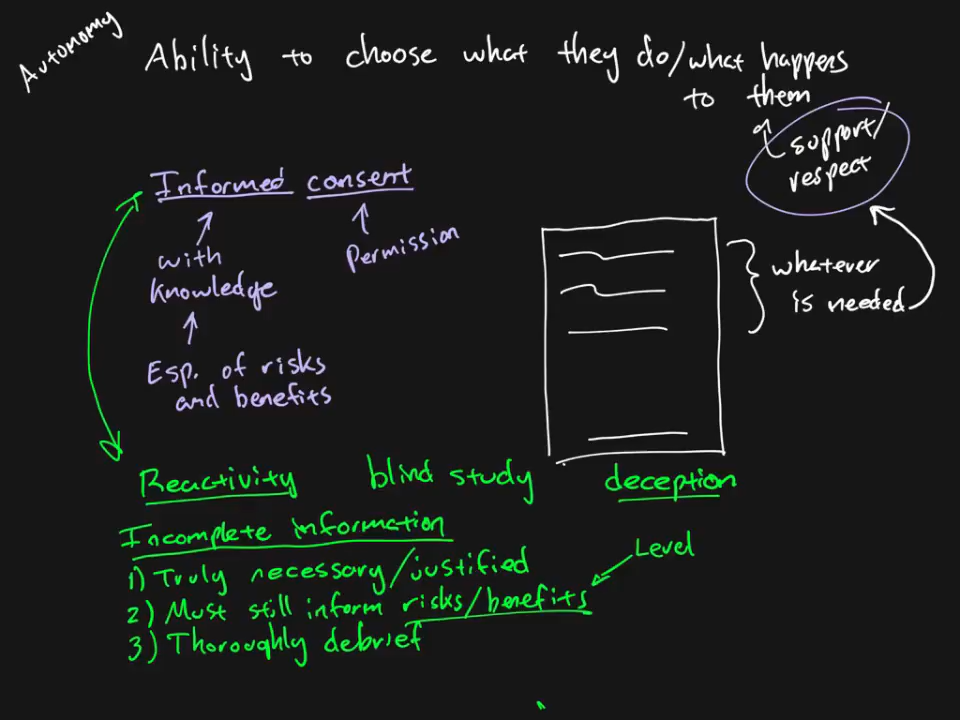 Autonomy
Ability to choose what they do/what happens
to them
support/
respect
Informed consent
with
Knowledge
Permission
Esp. of risks
and benefits
whatever
is needed
Reactivity blind study deception
Incomplete information
1) Truly necessary/justified
Level
2) Must still inform risks/benefits
3) Thoroughly debrief